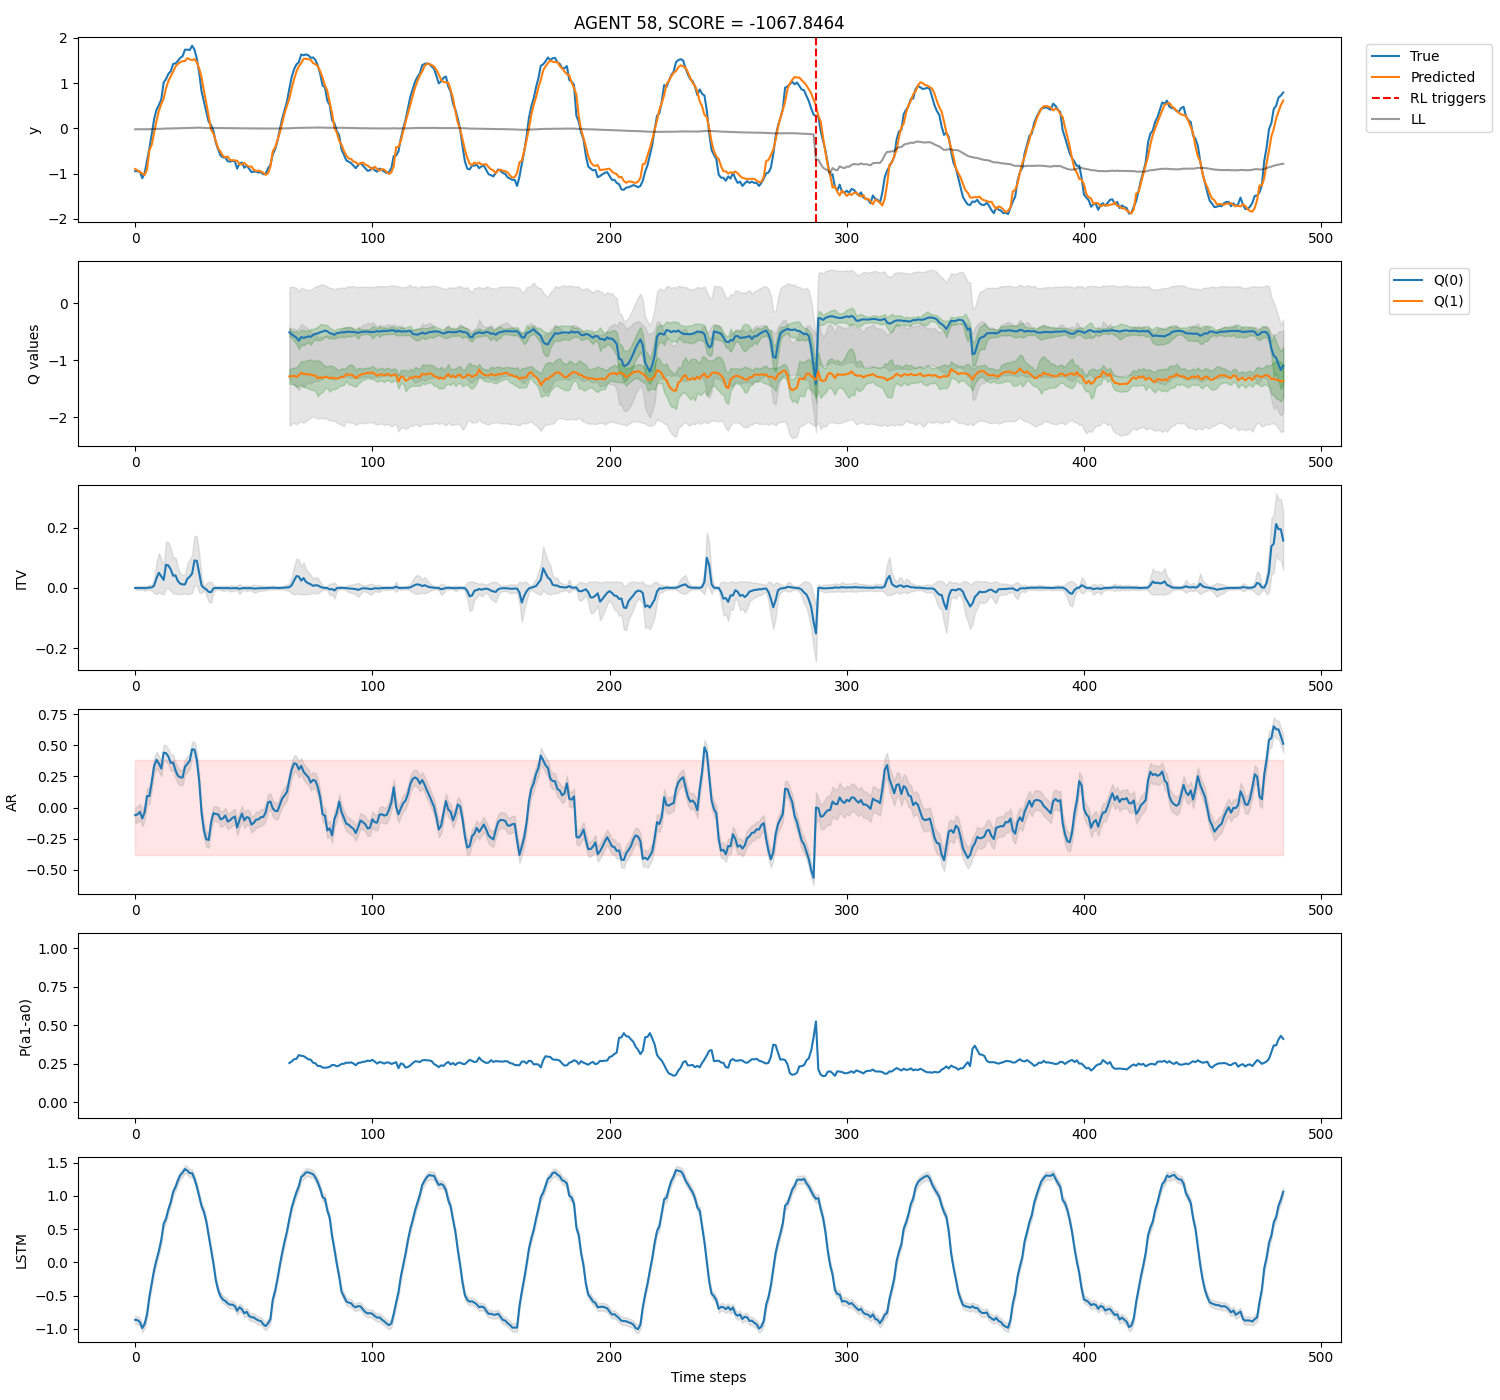 AGENT 58, SCORE = -1067.8464
y
2
1
0
−1
−2
0 100 200 300 400 500
True
Predicted
RL triggers
LL
Q values
0
−1
−2
0 100 200 300 400 500
Q(0)
Q(1)
ITV
0.2
0.0
−0.2
0 100 200 300 400 500
AR
0.75
0.50
0.25
0.00
−0.25
−0.50
0 100 200 300 400 500
P(a1-a0)
1.00
0.75
0.50
0.25
0.00
0 100 200 300 400 500
LSTM
1.5
1.0
0.5
0.0
−0.5
−1.0
0 100 200 300 400 500
Time steps